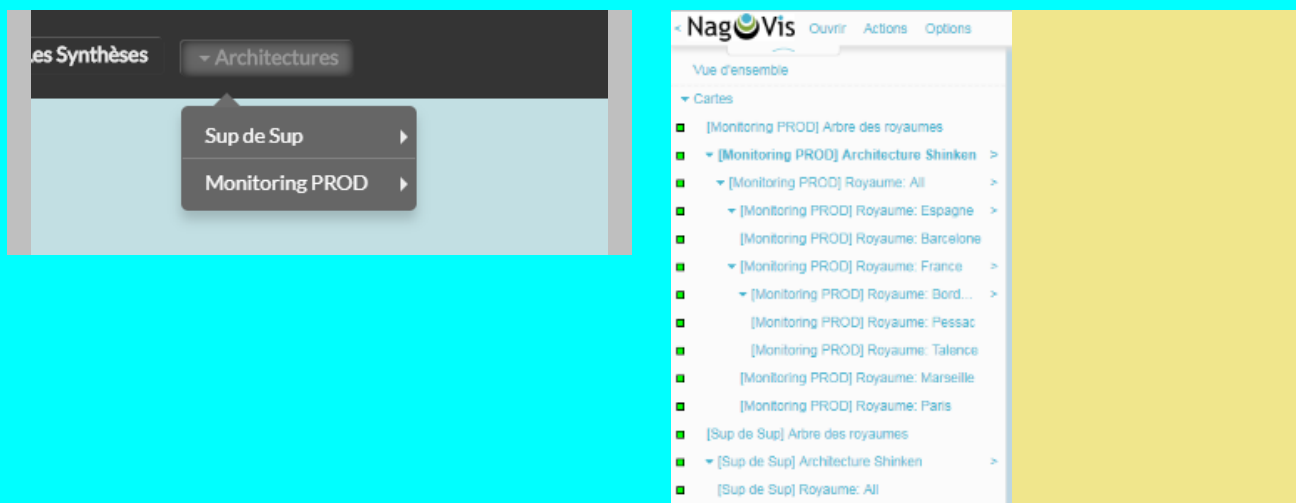 Les Synthèses
Architectures
Sup de Sup
Monitoring PROD
< NagVis Ouvrir Actions Options
Vue d'ensemble
Cartes
[Monitoring PROD] Arbre des royaumes
[Monitoring PROD] Architecture Shinken >
[Monitoring PROD] Royaume: All >
[Monitoring PROD] Royaume: Espagne >
[Monitoring PROD] Royaume: Barcelone
[Monitoring PROD] Royaume: France >
[Monitoring PROD] Royaume: Bord... >
[Monitoring PROD] Royaume: Pessac
[Monitoring PROD] Royaume: Talence
[Monitoring PROD] Royaume: Marseille
[Monitoring PROD] Royaume: Paris
[Sup de Sup] Arbre des royaumes
[Sup de Sup] Architecture Shinken >
[Sup de Sup] Royaume: All